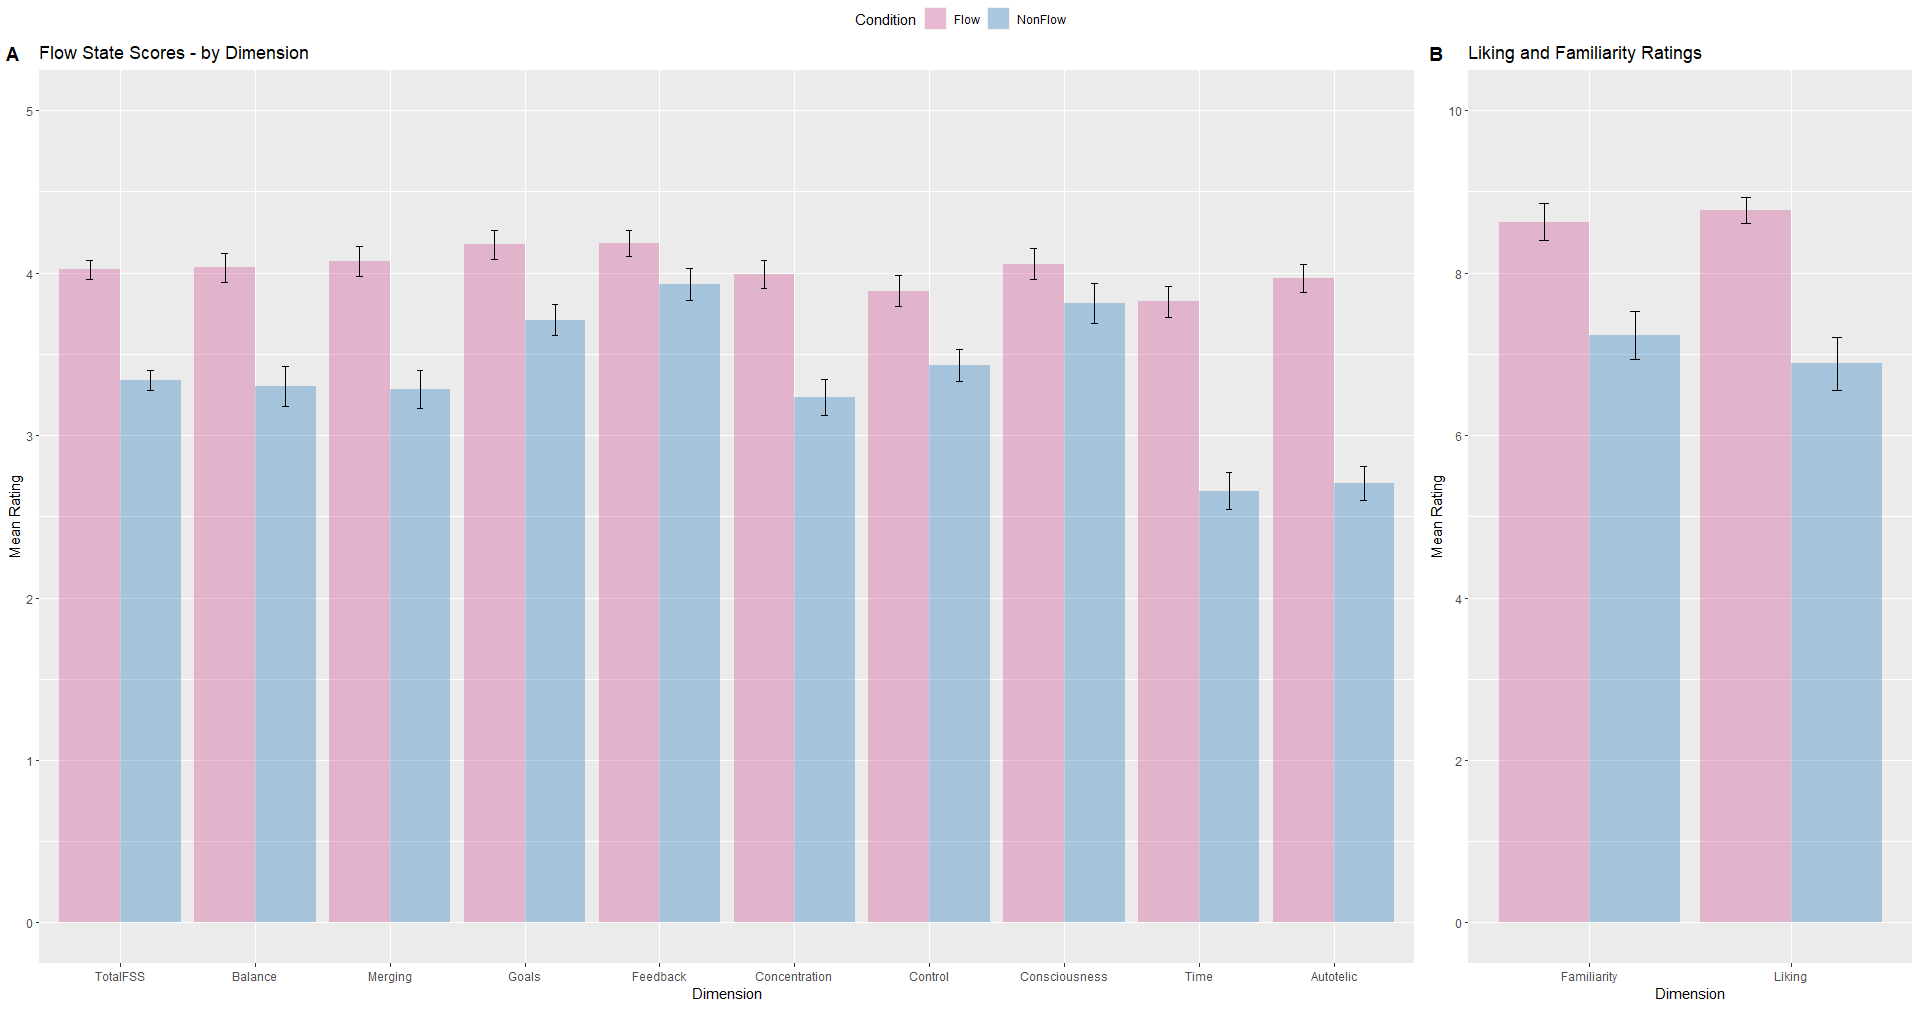 Condition Flow NonFlow
A Flow State Scores - by Dimension
5
4
3
2
1
0
Mean Rating
TotalFSS Balance Merging Goals Feedback Concentration Control Consciousness Time Autotelic
Dimension
B Liking and Familiarity Ratings
10
8
6
4
2
0
Mean Rating
Familiarity Liking
Dimension